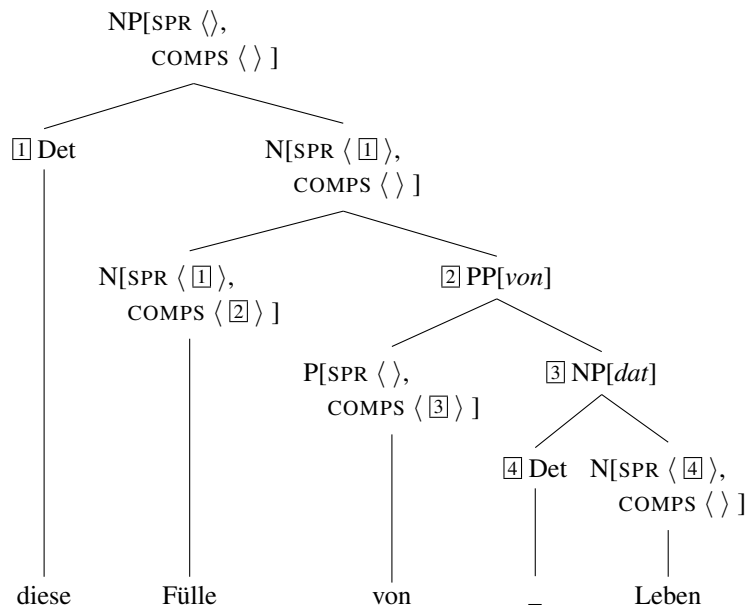 NP[SPR ⟨⟩,
COMPS ⟨ ⟩ ]
1 Det
N[SPR ⟨ 1 ⟩,
COMPS ⟨ ⟩ ]
N[SPR ⟨ 1 ⟩,
COMPS ⟨ 2 ⟩ ]
2 PP[von]
P[SPR ⟨ ⟩,
COMPS ⟨ 3 ⟩ ]
3 NP[dat]
4 Det
N[SPR ⟨ 4 ⟩,
COMPS ⟨ ⟩ ]
diese Fülle von _ Leben